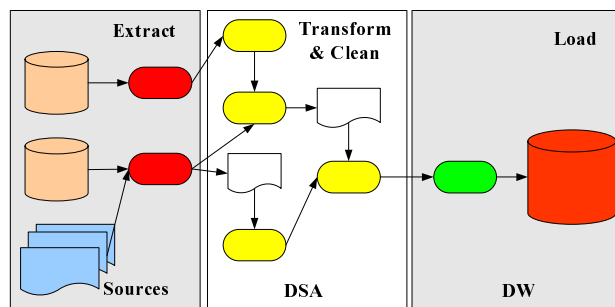 Extract
Transform
& Clean
Load
Sources
DSA
DW